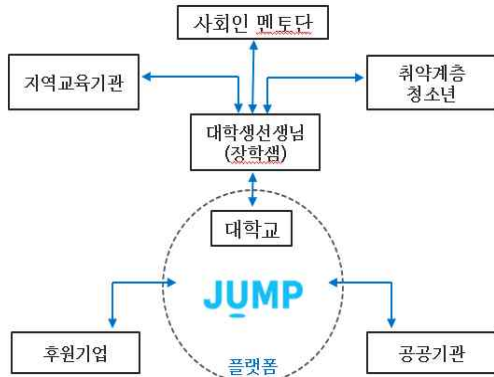 사회인 멘토단
지역교육기관
취약계층
청소년
대학생선생님
(장학샘)
대학교
JUMP
후원기업
공공기관
플랫폼